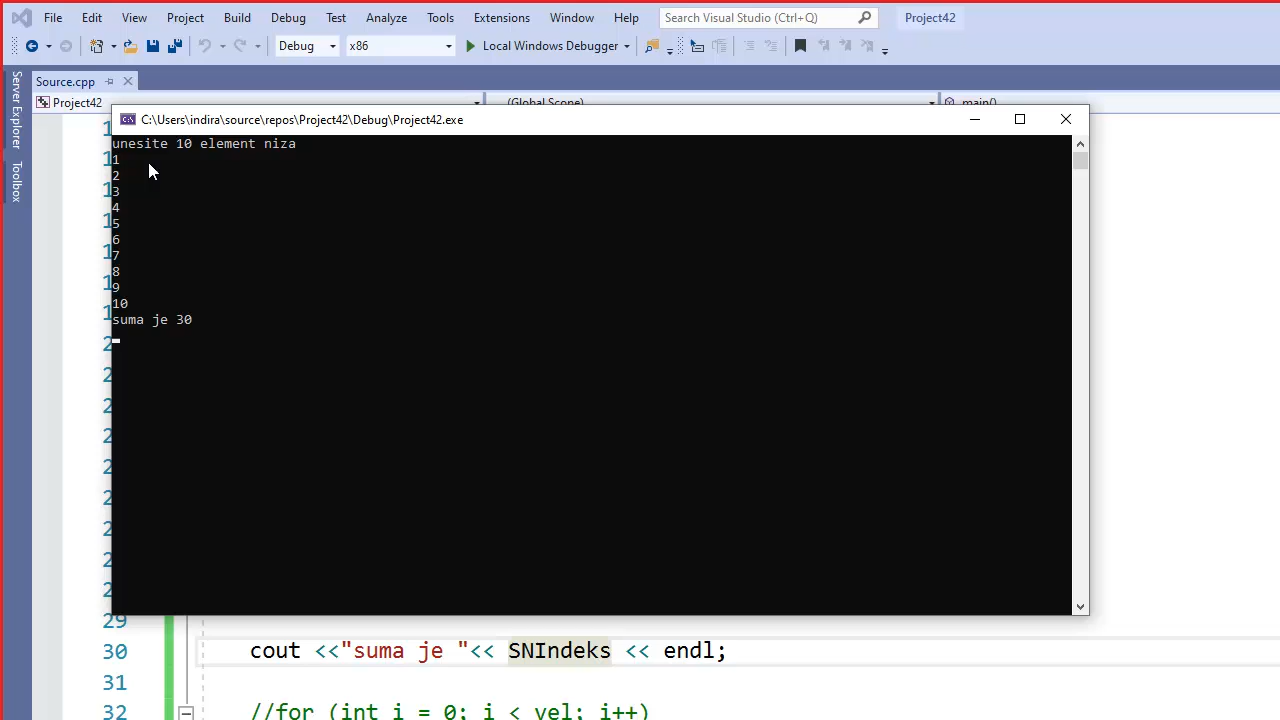 File Edit View Project Build Debug Test Analyze Tools Extensions Window Help Search Visual Studio (Ctrl+Q) Project42
Debug x86 Local Windows Debugger
Server Explorer
Toolbox
Source.cpp
Project42 (Global Scope) main()
C:\Users\indira\source\repos\Project42\Debug\Project42.exe
unesite 10 element niza
1
2
3
4
5
6
7
8
9
10
suma je 30
29
30 cout <<"suma je "<< SNIndeks << endl;
31
32 //for (int i = 0; i < vel; i++)